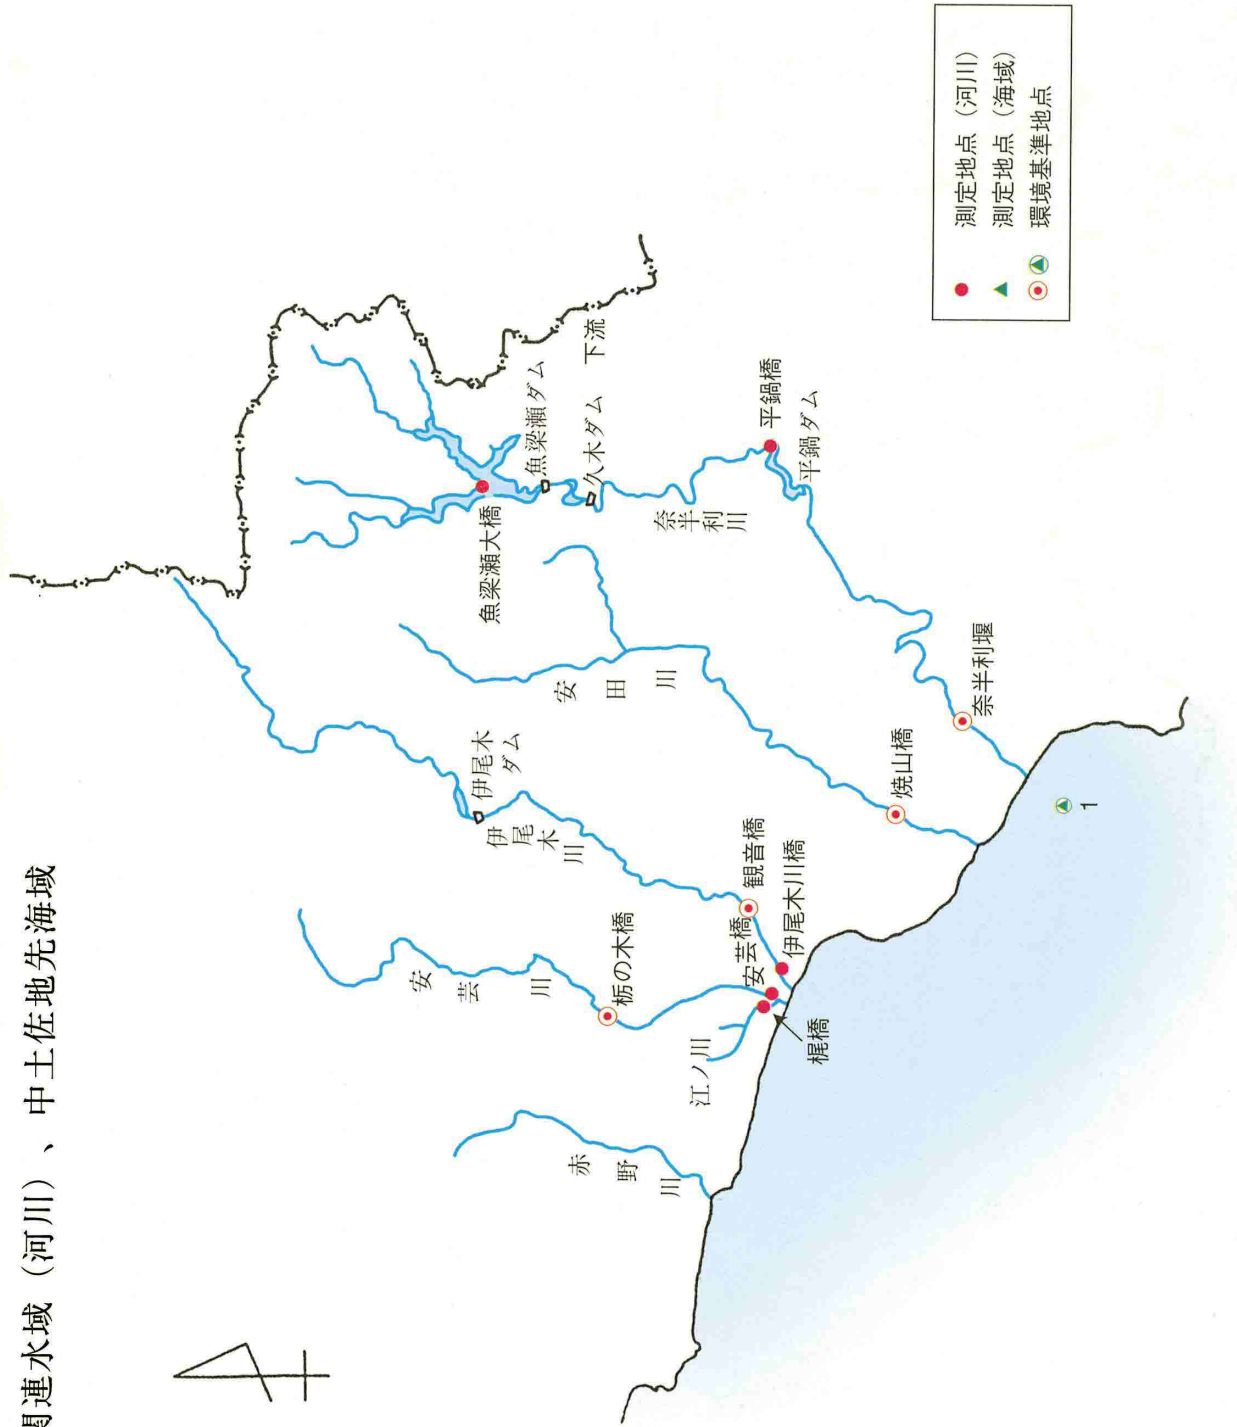 関連水域（河川）、中土佐地先海域
測定地点（河川）
測定地点（海域）
環境基準地点
魚梁瀬大橋
魚梁瀬ダム
久木ダム 下流
奈半利川
平鍋橋
平鍋ダム
奈半利堰
安田川
焼山橋
伊尾木
ダム
伊尾木川
観音橋
伊尾木川橋
安芸橋
栃の木橋
安芸川
江ノ川
梶橋
赤野川
1